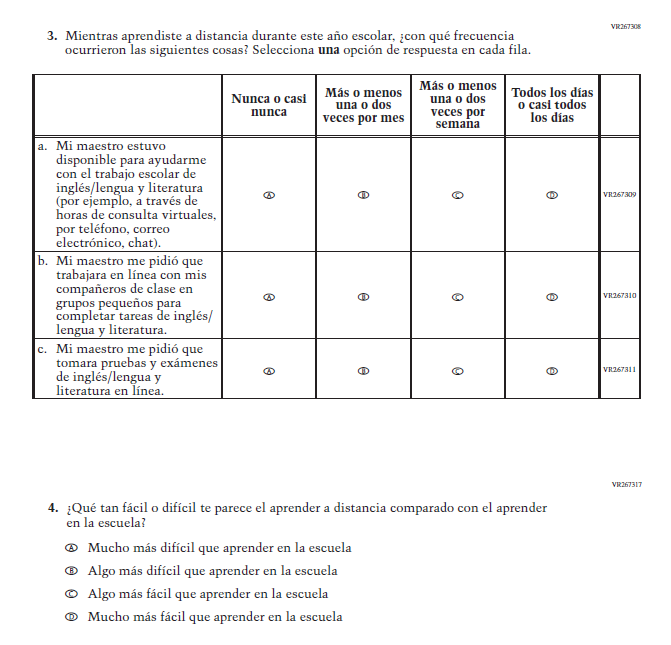 VR267308
3. Mientras aprendiste a distancia durante este año escolar, ¿con qué frecuencia
ocurrieron las siguientes cosas? Selecciona una opción de respuesta en cada fila.
Nunca o casi
nunca
Más o menos
una o dos
veces por mes
Más o menos
una o dos
veces por
semana
Todos los días
o casi todos
los días
a. Mi maestro estuvo
disponible para ayudarme
con el trabajo escolar de
inglés/lengua y literatura
(por ejemplo, a través de
horas de consulta virtuales,
por teléfono, correo
electrónico, chat).
A B C D VR267309
b. Mi maestro me pidió que
trabajara en línea con mis
compañeros de clase en
grupos pequeños para
completar tareas de inglés/
lengua y literatura.
A B C D VR267310
c. Mi maestro me pidió que
tomara pruebas y exámenes
de inglés/lengua y
literatura en línea.
A B C D VR267311
VR267317
4. ¿Qué tan fácil o difícil te parece el aprender a distancia comparado con el aprender
en la escuela?
A Mucho más difícil que aprender en la escuela
B Algo más difícil que aprender en la escuela
C Algo más fácil que aprender en la escuela
D Mucho más fácil que aprender en la escuela